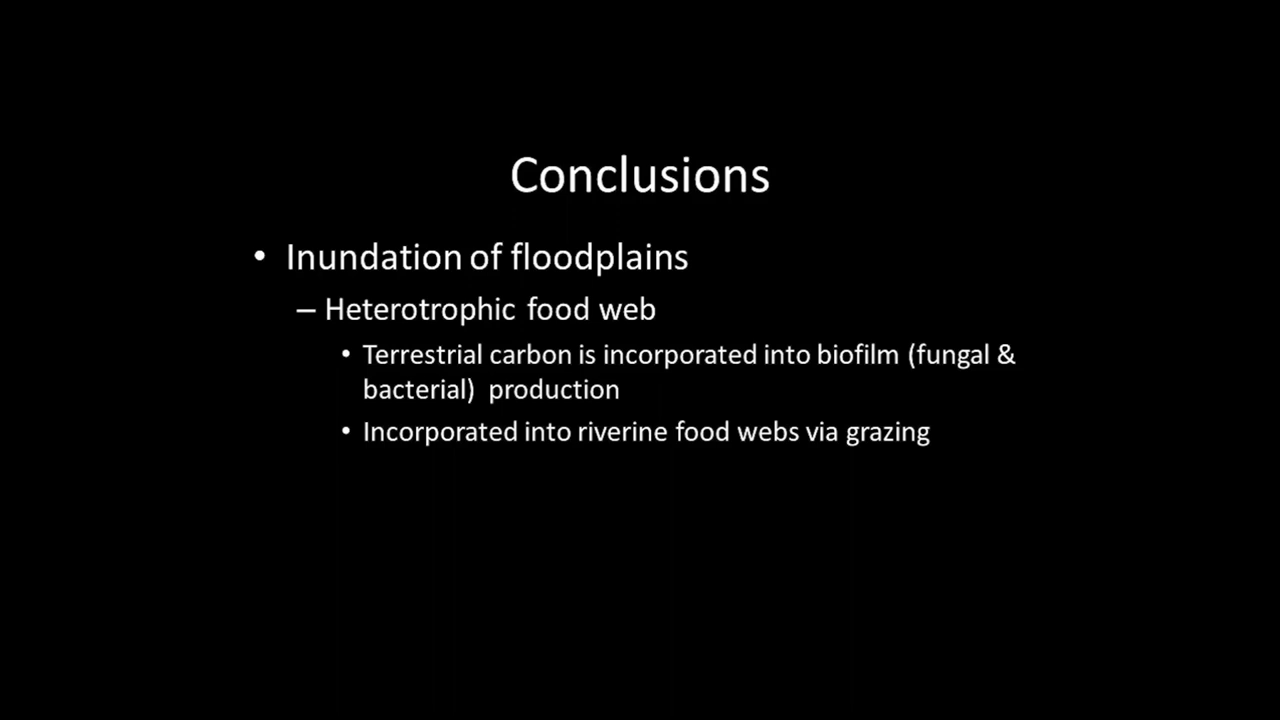 Conclusions
• Inundation of floodplains
– Heterotrophic food web
• Terrestrial carbon is incorporated into biofilm (fungal &
bacterial) production
• Incorporated into riverine food webs via grazing